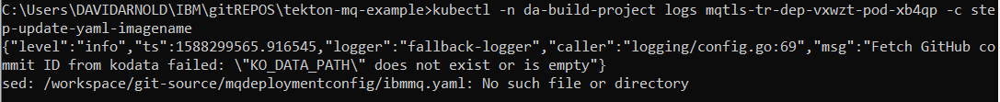 C:\Users\DAVIDARNOLD\IBM\gitREPOS\tekton-mq-example>kubectl -n da-build-project logs mqtls-tr-dep-vxwzt-pod-xb4qp -c ste
p-update-yaml-imagename
{"level":"info","ts":1588299565.916545,"logger":"fallback-logger","caller":"logging/config.go:69","msg":"Fetch GitHub co
mmit ID from kodata failed: \"KO_DATA_PATH\" does not exist or is empty"}
sed: /workspace/git-source/mqdeploymentconfig/ibmmq.yaml: No such file or directory